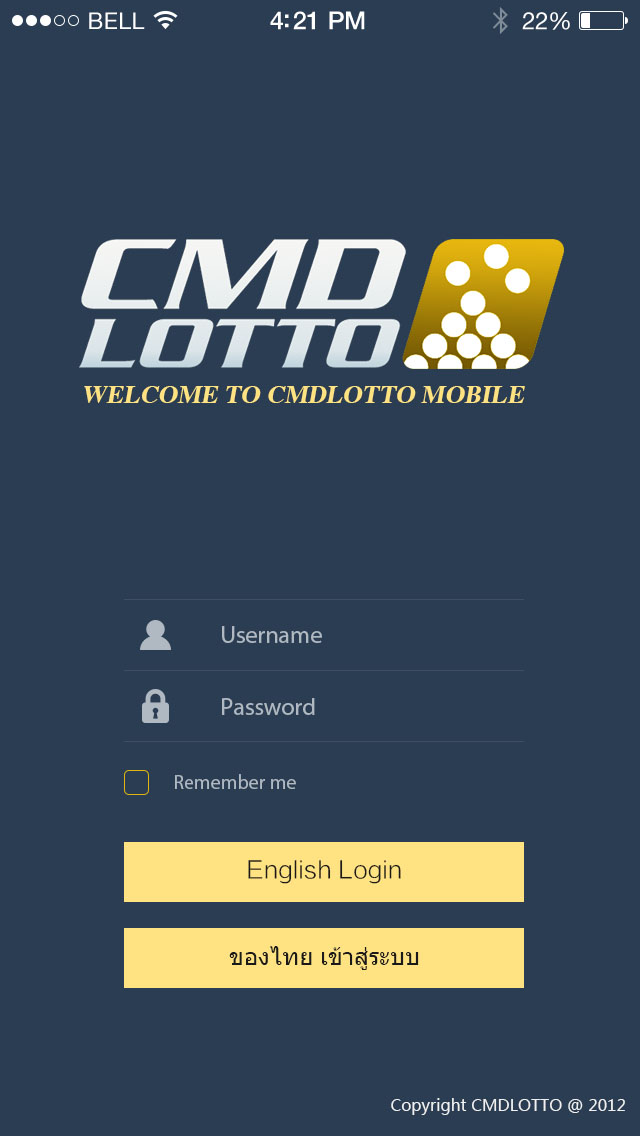 BELL 4:21 PM 22%
CMD
LOTTO
WELCOME TO CMDLOTTO MOBILE
Username
Password
Remember me
English Login
ของไทย เข้าสู่ระบบ
Copyright CMDLOTTO @ 2012